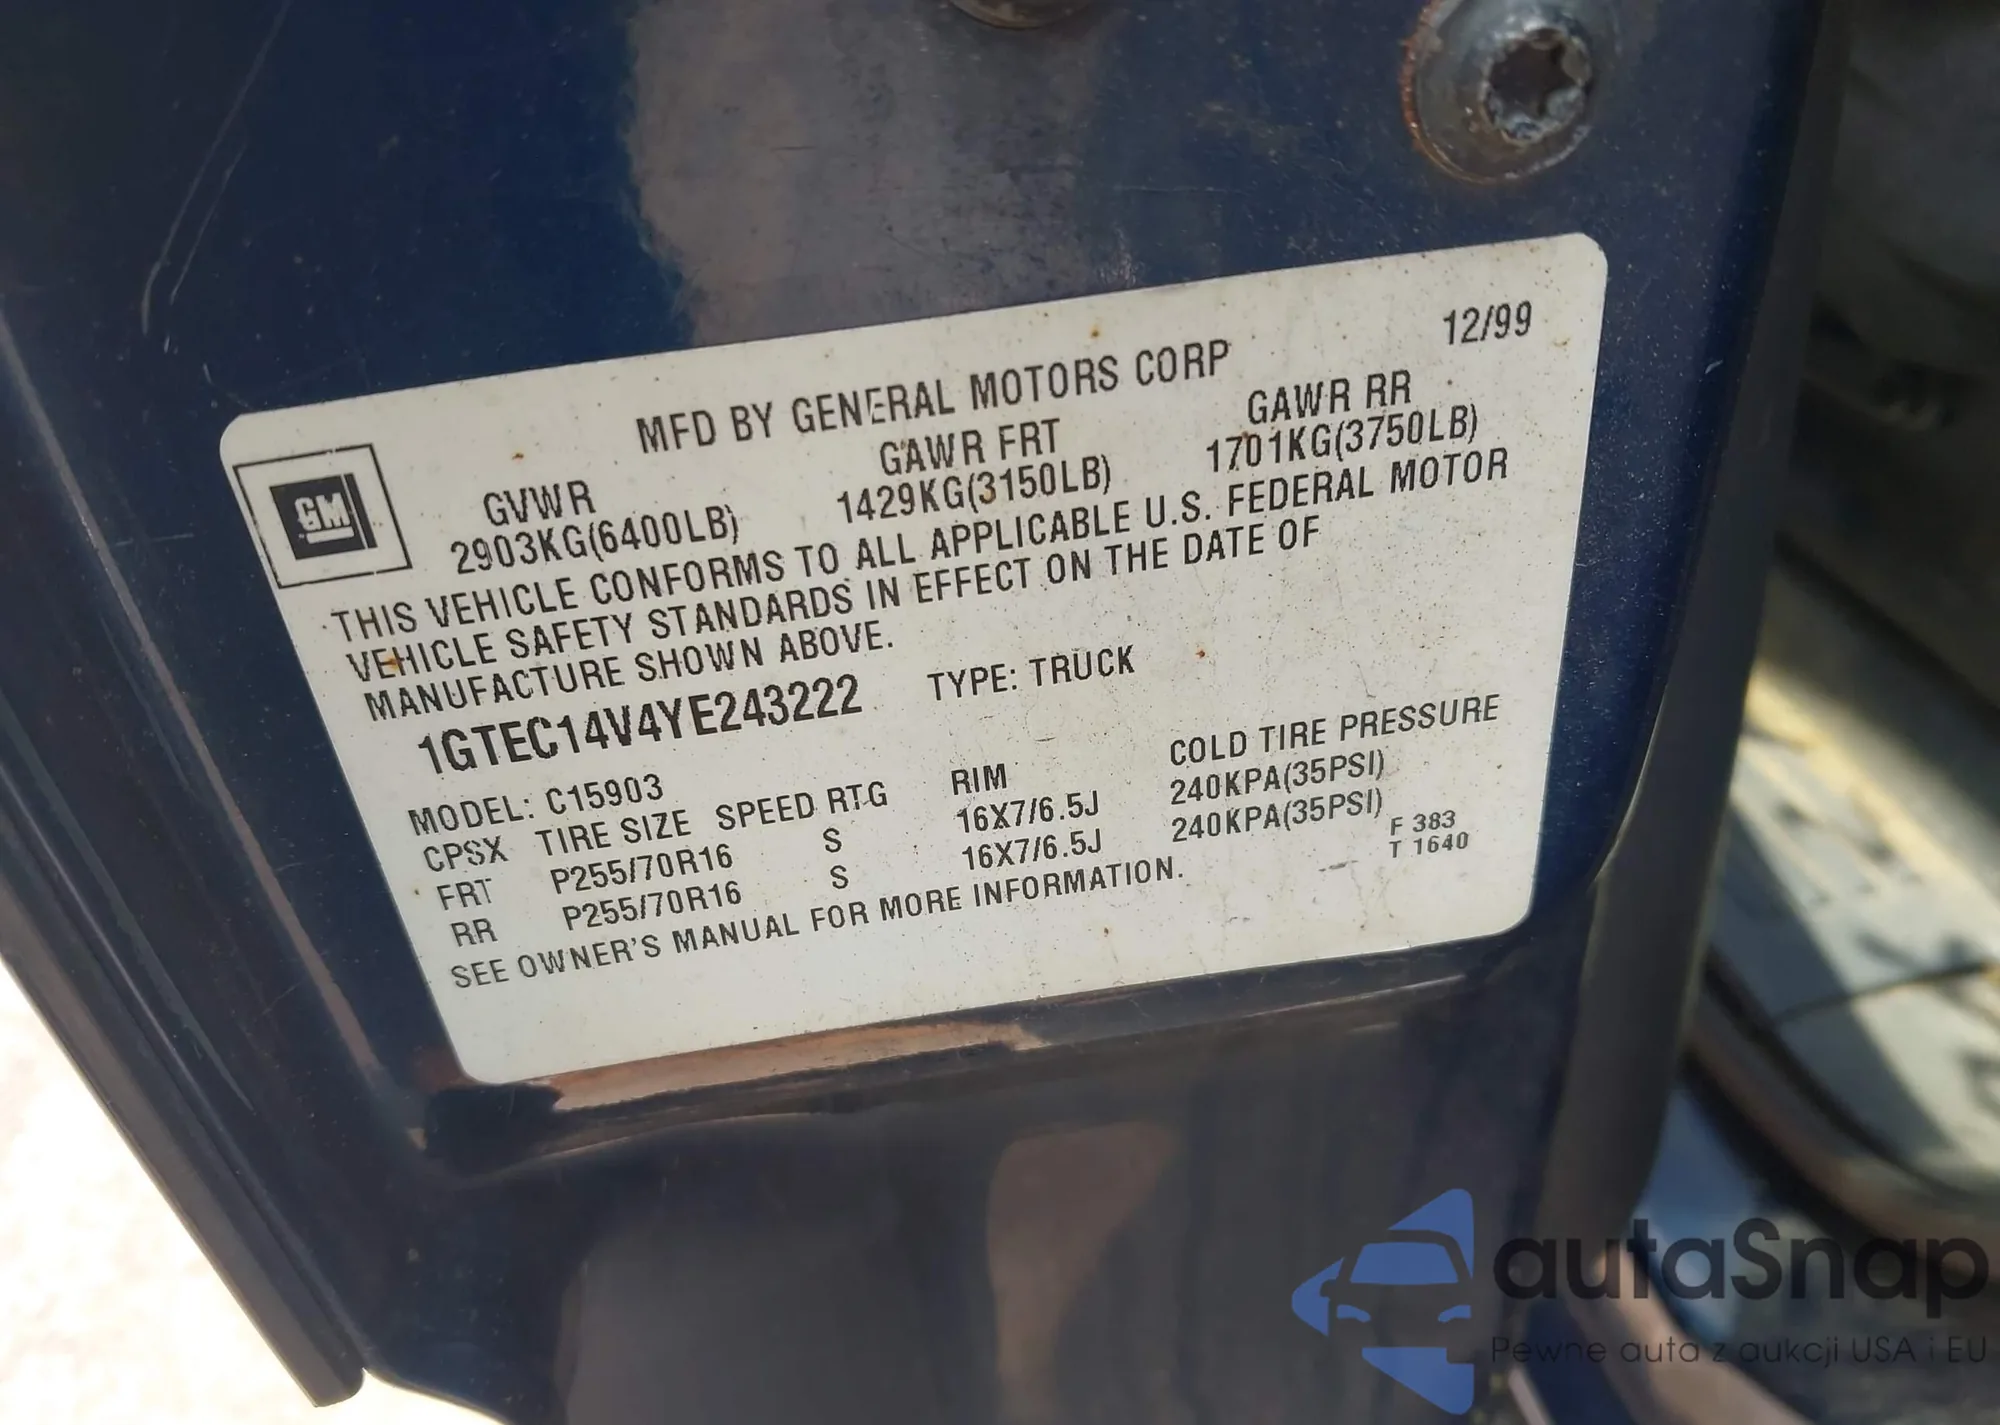 12/99
MFD BY GENERAL MOTORS CORP
GM
GVWR GAWR FRT GAWR RR
2903KG(6400LB) 1429KG(3150LB) 1701KG(3750LB)
THIS VEHICLE CONFORMS TO ALL APPLICABLE U.S. FEDERAL MOTOR
VEHICLE SAFETY STANDARDS IN EFFECT ON THE DATE OF
MANUFACTURE SHOWN ABOVE.
1GTEC14V4YE243222 TYPE: TRUCK
MODEL: C15903
CPSX TIRE SIZE SPEED RTG RIM COLD TIRE PRESSURE
FRT P255/70R16 S 16X7/6.5J 240KPA(35PSI)
RR P255/70R16 S 16X7/6.5J 240KPA(35PSI)
F 383
T 1640
SEE OWNER'S MANUAL FOR MORE INFORMATION.
autaSnap
Pewne auta z aukcji USA i EU